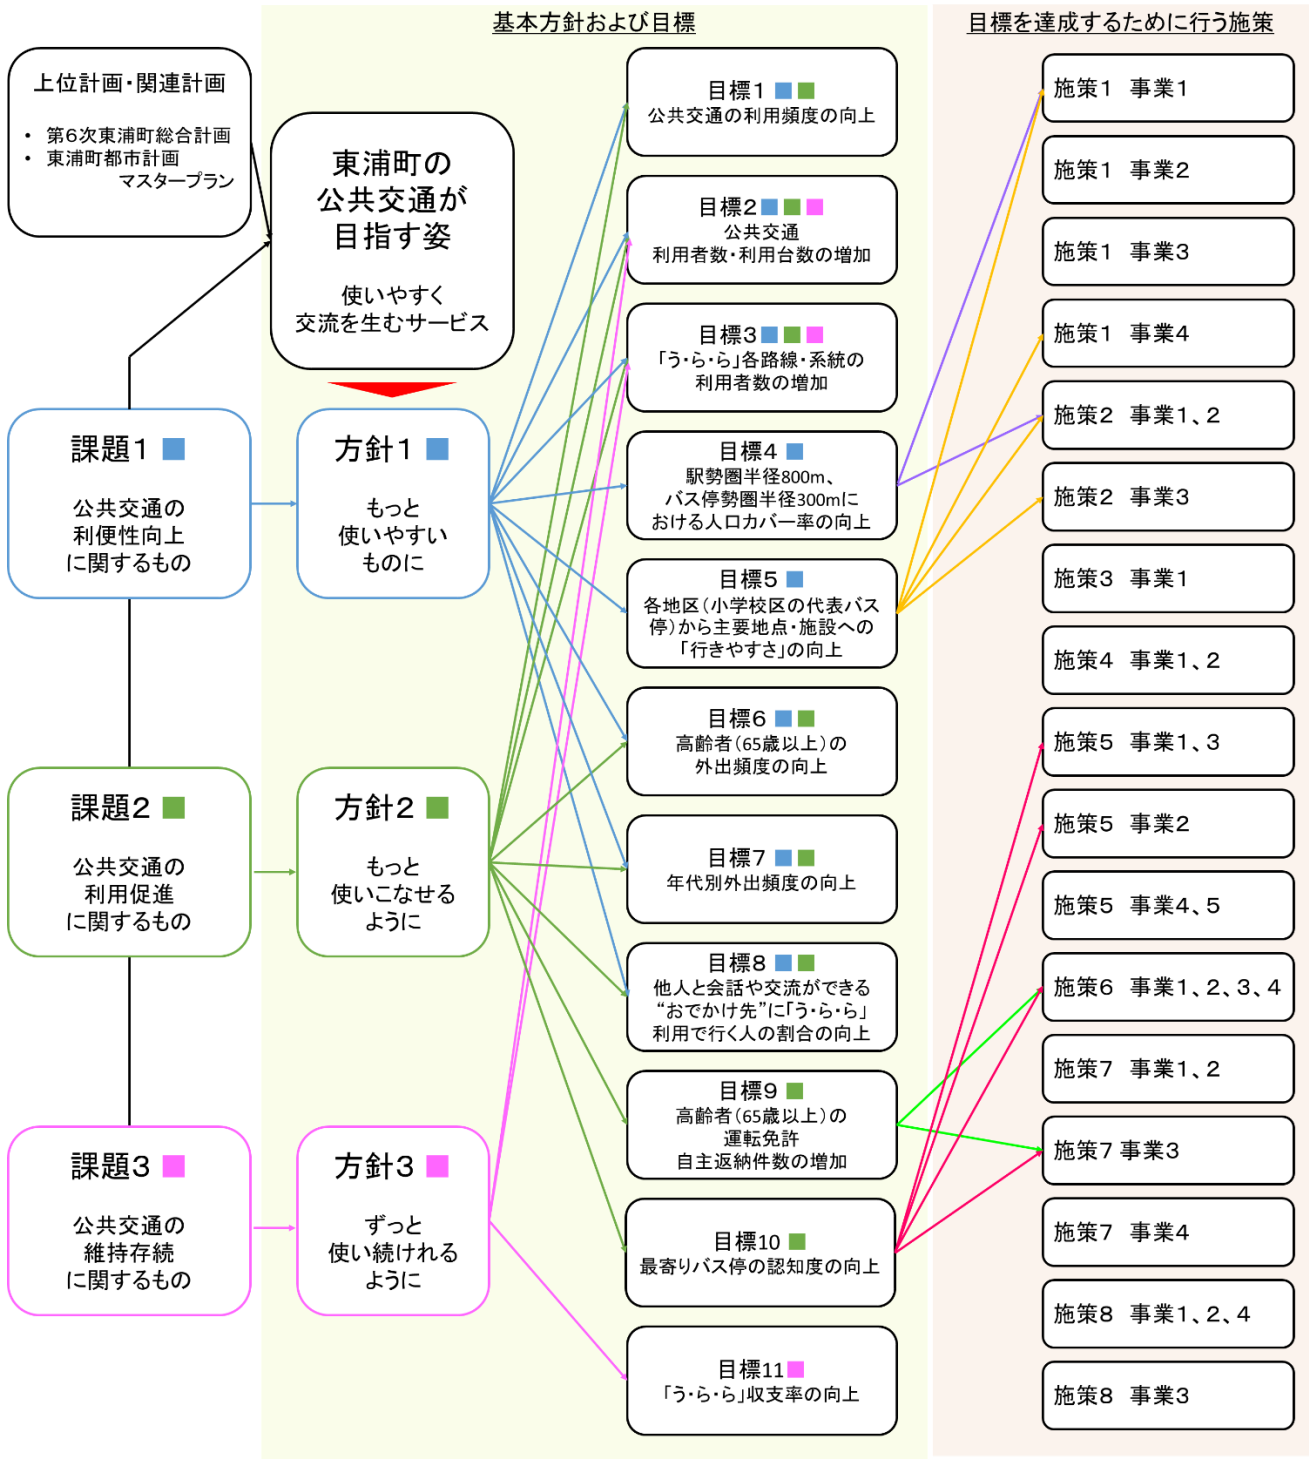 基本方針および目標
目標を達成するために行う施策
上位計画・関連計画
・ 第6次東浦町総合計画
・ 東浦町都市計画
マスタープラン
東浦町の
公共交通が
目指す姿
使いやすく
交流を生むサービス
課題1
公共交通の
利便性向上
に関するもの
課題2
公共交通の
利用促進
に関するもの
課題3
公共交通の
維持存続
に関するもの
方針1
もっと
使いやすい
ものに
方針2
もっと
使いこなせる
ように
方針3
ずっと
使い続けれる
ように
目標1
公共交通の利用頻度の向上
目標2
公共交通
利用者数・利用台数の増加
目標3
「う・ら・ら」各路線・系統の
利用者数の増加
目標4
駅勢圏半径800m、
バス停勢圏半径300mに
おける人口カバー率の向上
目標5
各地区(小学校区の代表バス
停)から主要地点・施設への
「行きやすさ」の向上
目標6
高齢者(65歳以上)の
外出頻度の向上
目標7
年代別外出頻度の向上
目標8
他人と会話や交流ができる
“おでかけ先”に「う・ら・ら」
利用で行く人の割合の向上
目標9
高齢者(65歳以上)の
運転免許
自主返納件数の増加
目標10
最寄りバス停の認知度の向上
目標11
「う・ら・ら」収支率の向上
施策1 事業1
施策1 事業2
施策1 事業3
施策1 事業4
施策2 事業1、2
施策2 事業3
施策3 事業1
施策4 事業1、2
施策5 事業1、3
施策5 事業2
施策5 事業4、5
施策6 事業1、2、3、4
施策7 事業1、2
施策7 事業3
施策7 事業4
施策8 事業1、2、4
施策8 事業3